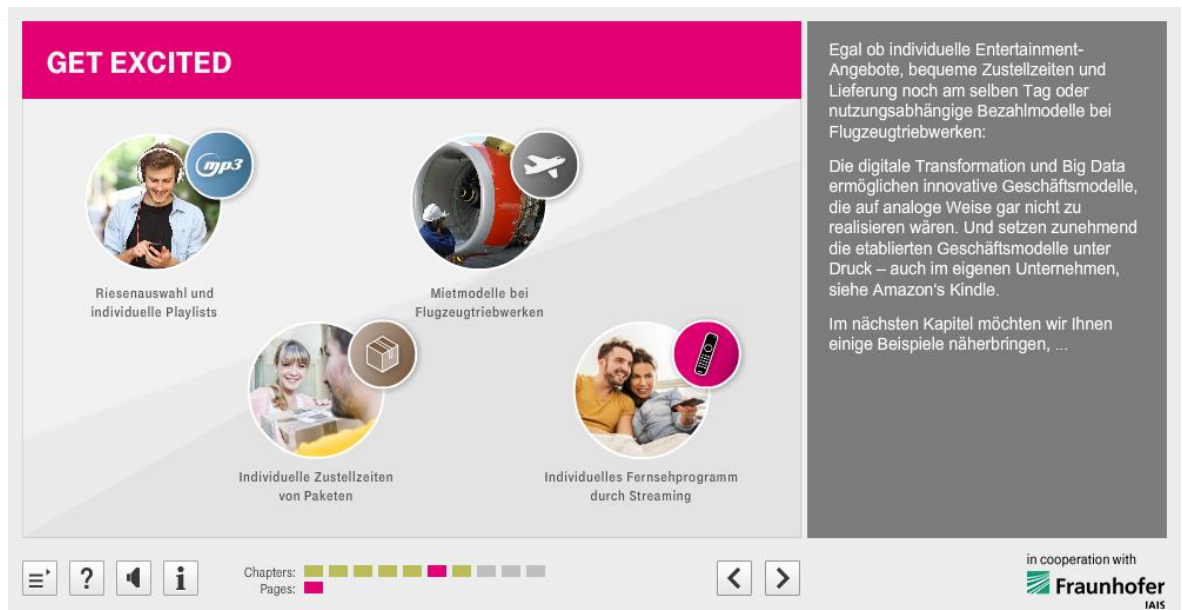 GET EXCITED
mp3
Riesenauswahl und
individuelle Playlists
Mietmodelle bei
Flugzeugtriebwerken
Individuelle Zustellzeiten
von Paketen
Individuelles Fernsehprogramm
durch Streaming
Egal ob individuelle Entertainment-
Angebote, bequeme Zustellzeiten und
Lieferung noch am selben Tag oder
nutzungsabhängige Bezahlmodelle bei
Flugzeugtriebwerken:
Die digitale Transformation und Big Data
ermöglichen innovative Geschäftsmodelle,
die auf analoge Weise gar nicht zu
realisieren wären. Und setzen zunehmend
die etablierten Geschäftsmodelle unter
Druck – auch im eigenen Unternehmen,
siehe Amazon's Kindle.
Im nächsten Kapitel möchten wir Ihnen
einige Beispiele näherbringen, ...
? i
Chapters:
Pages:
in cooperation with
Fraunhofer
IAIS